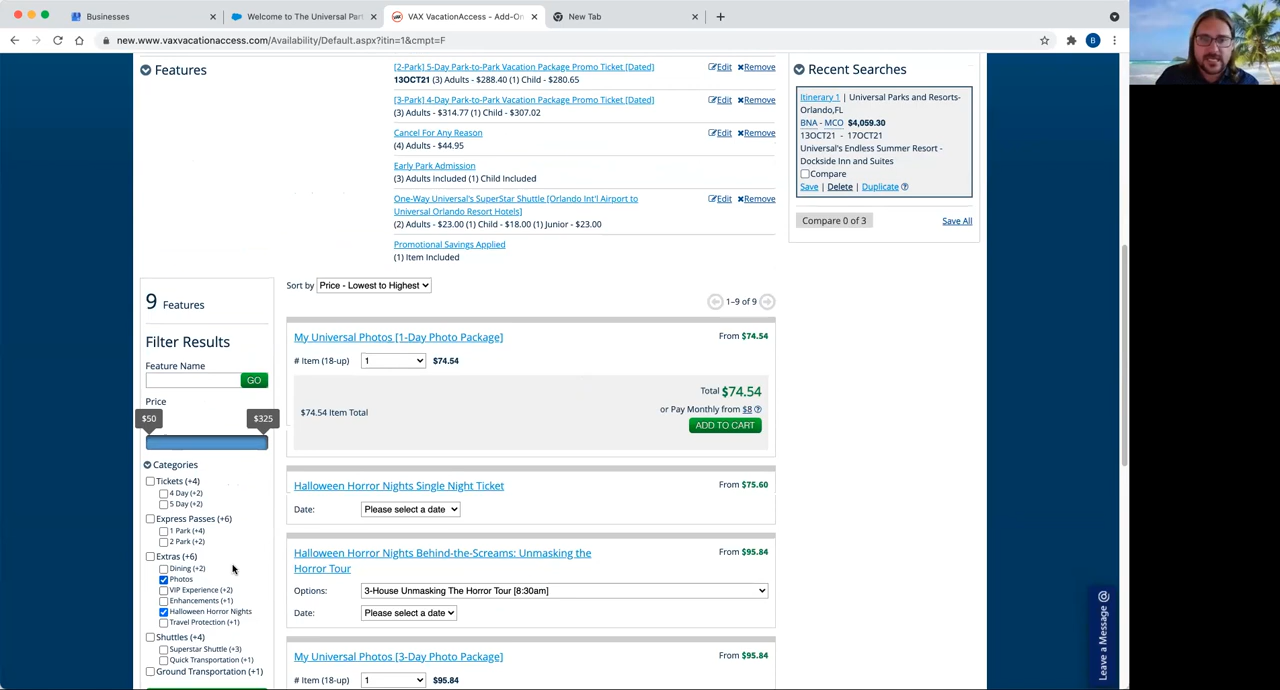 Businesses
Welcome to The Universal Par
VAX VacationAccess - Add-On
New Tab
new.www.vaxvacationaccess.com/Availability/Default.aspx?itin=1&cmpt=F
B
Features
[2-Park] 5-Day Park-to-Park Vacation Package Promo Ticket [Dated]
Edit Remove
13OCT21 (3) Adults - $288.40 (1) Child - $280.65
[3-Park] 4-Day Park-to-Park Vacation Package Promo Ticket [Dated]
Edit Remove
(3) Adults - $314.77 (1) Child - $307.02
Cancel For Any Reason
Edit Remove
(4) Adults - $44.95
Early Park Admission
(3) Adults Included (1) Child Included
One-Way Universal's SuperStar Shuttle [Orland Int'l Airport to
Universal Orlando Resort Hotels]
Edit Remove
(2) Adults - $23.00 (1) Child - $18.00 (1) Junior - $23.00
Promotional Savings Applied
(1) Item Included
Recent Searches
Itinerary 1 | Universal Parks and Resorts-
Orlando,FL
BNA - MCO $4,059.30
13OCT21 - 17OCT21
Universal's Endless Summer Resort -
Dockside Inn and Suites
Compare
Save | Delete | Duplicate
Compare 0 of 3
Save All
9 Features
Filter Results
Feature Name
GO
Price
$50
$325
Categories
Tickets (+4)
4 Day (+2)
5 Day (+2)
Express Passes (+6)
1 Park (+4)
2 Park (+2)
Extras (+6)
Dining (+2)
Photos
VIP Experience (+2)
Enhancements (+1)
Halloween Horror Nights
Travel Protection (+1)
Shuttles (+4)
Superstar Shuttle (+3)
Quick Transportation (+1)
Ground Transportation (+1)
Sort by Price - Lowest to Highest
1–9 of 9
My Universal Photos [1-Day Photo Package]
From $74.54
# Item (18-up) 1 $74.54
Total $74.54
$74.54 Item Total
or Pay Monthly from $8
ADD TO CART
Halloween Horror Nights Single Night Ticket
From $75.60
Date: Please select a date
Halloween Horror Nights Behind-the-Screams: Unmasking the
Horror Tour
From $95.84
Options: 3-House Unmasking The Horror Tour [8:30am]
Date: Please select a date
My Universal Photos [3-Day Photo Package]
From $95.84
# Item (18-up) 1 $95.84
Leave a Message @